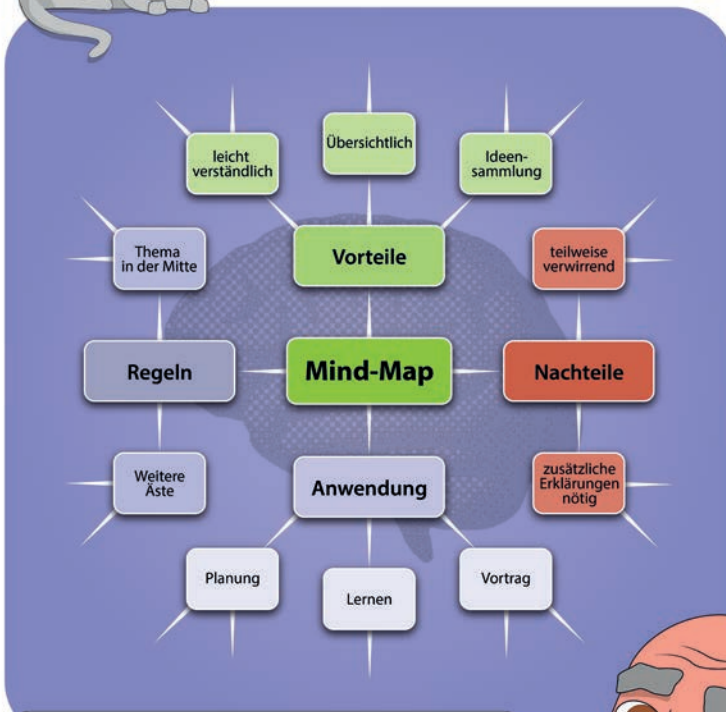 leicht
verständlich
Übersichtlich
Ideen-
sammlung
Thema
in der Mitte
Vorteile
teilweise
verwirrend
Regeln
Mind-Map
Nachteile
Weitere
Äste
Anwendung
zusätzliche
Erklärungen
nötig
Planung
Lernen
Vortrag